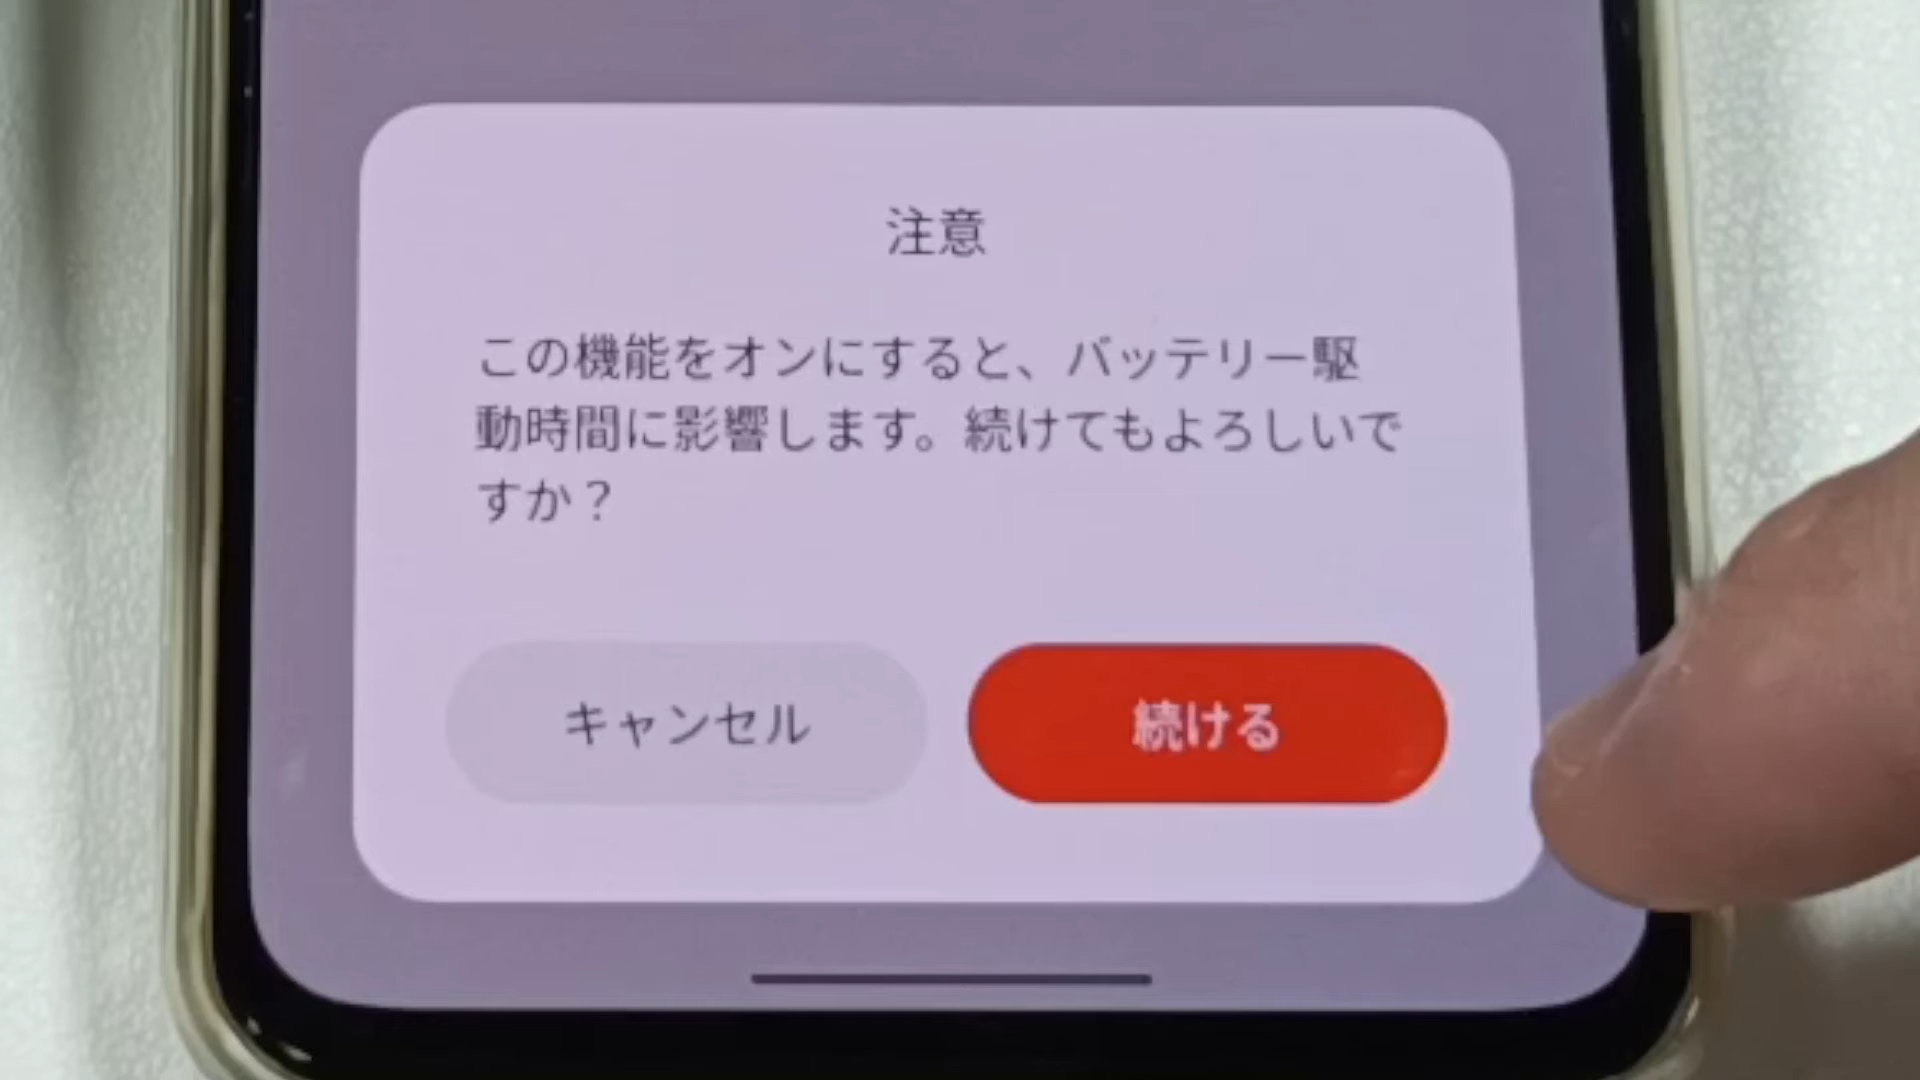 注意
この機能をオンにすると、バッテリー駆
動時間に影響します。続けてもよろしいで
すか？
キャンセル
続ける